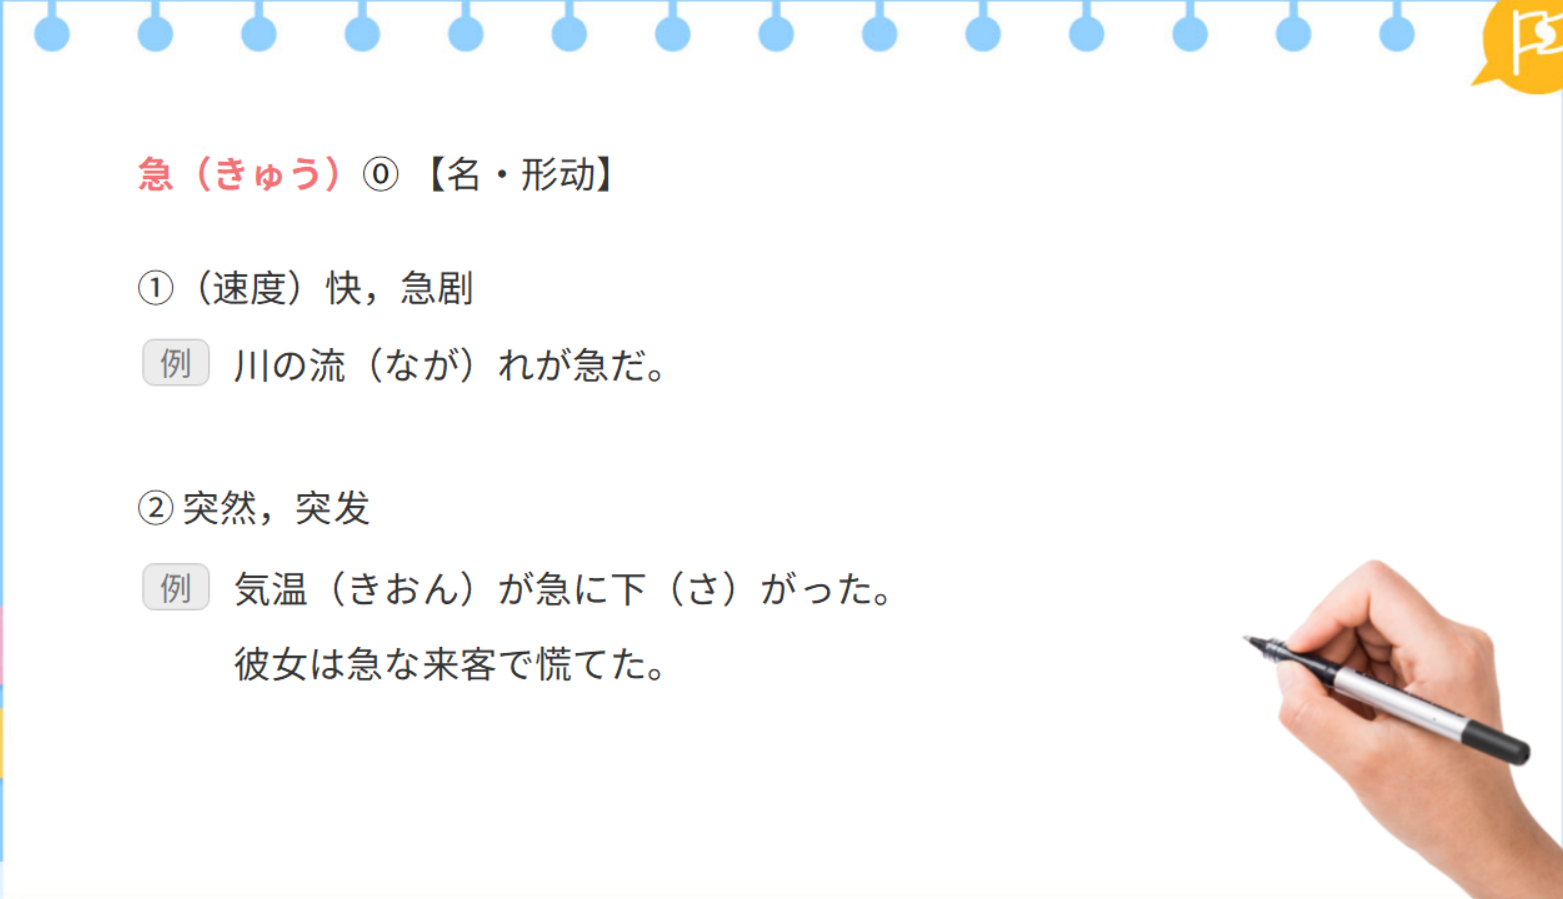 急（きゅう）⓪ 【名・形动】
①（速度）快，急剧
例 川の流（なが）れが急だ。
② 突然，突发
例 気温（きおん）が急に下（さ）がった。
彼女は急な来客で慌てた。